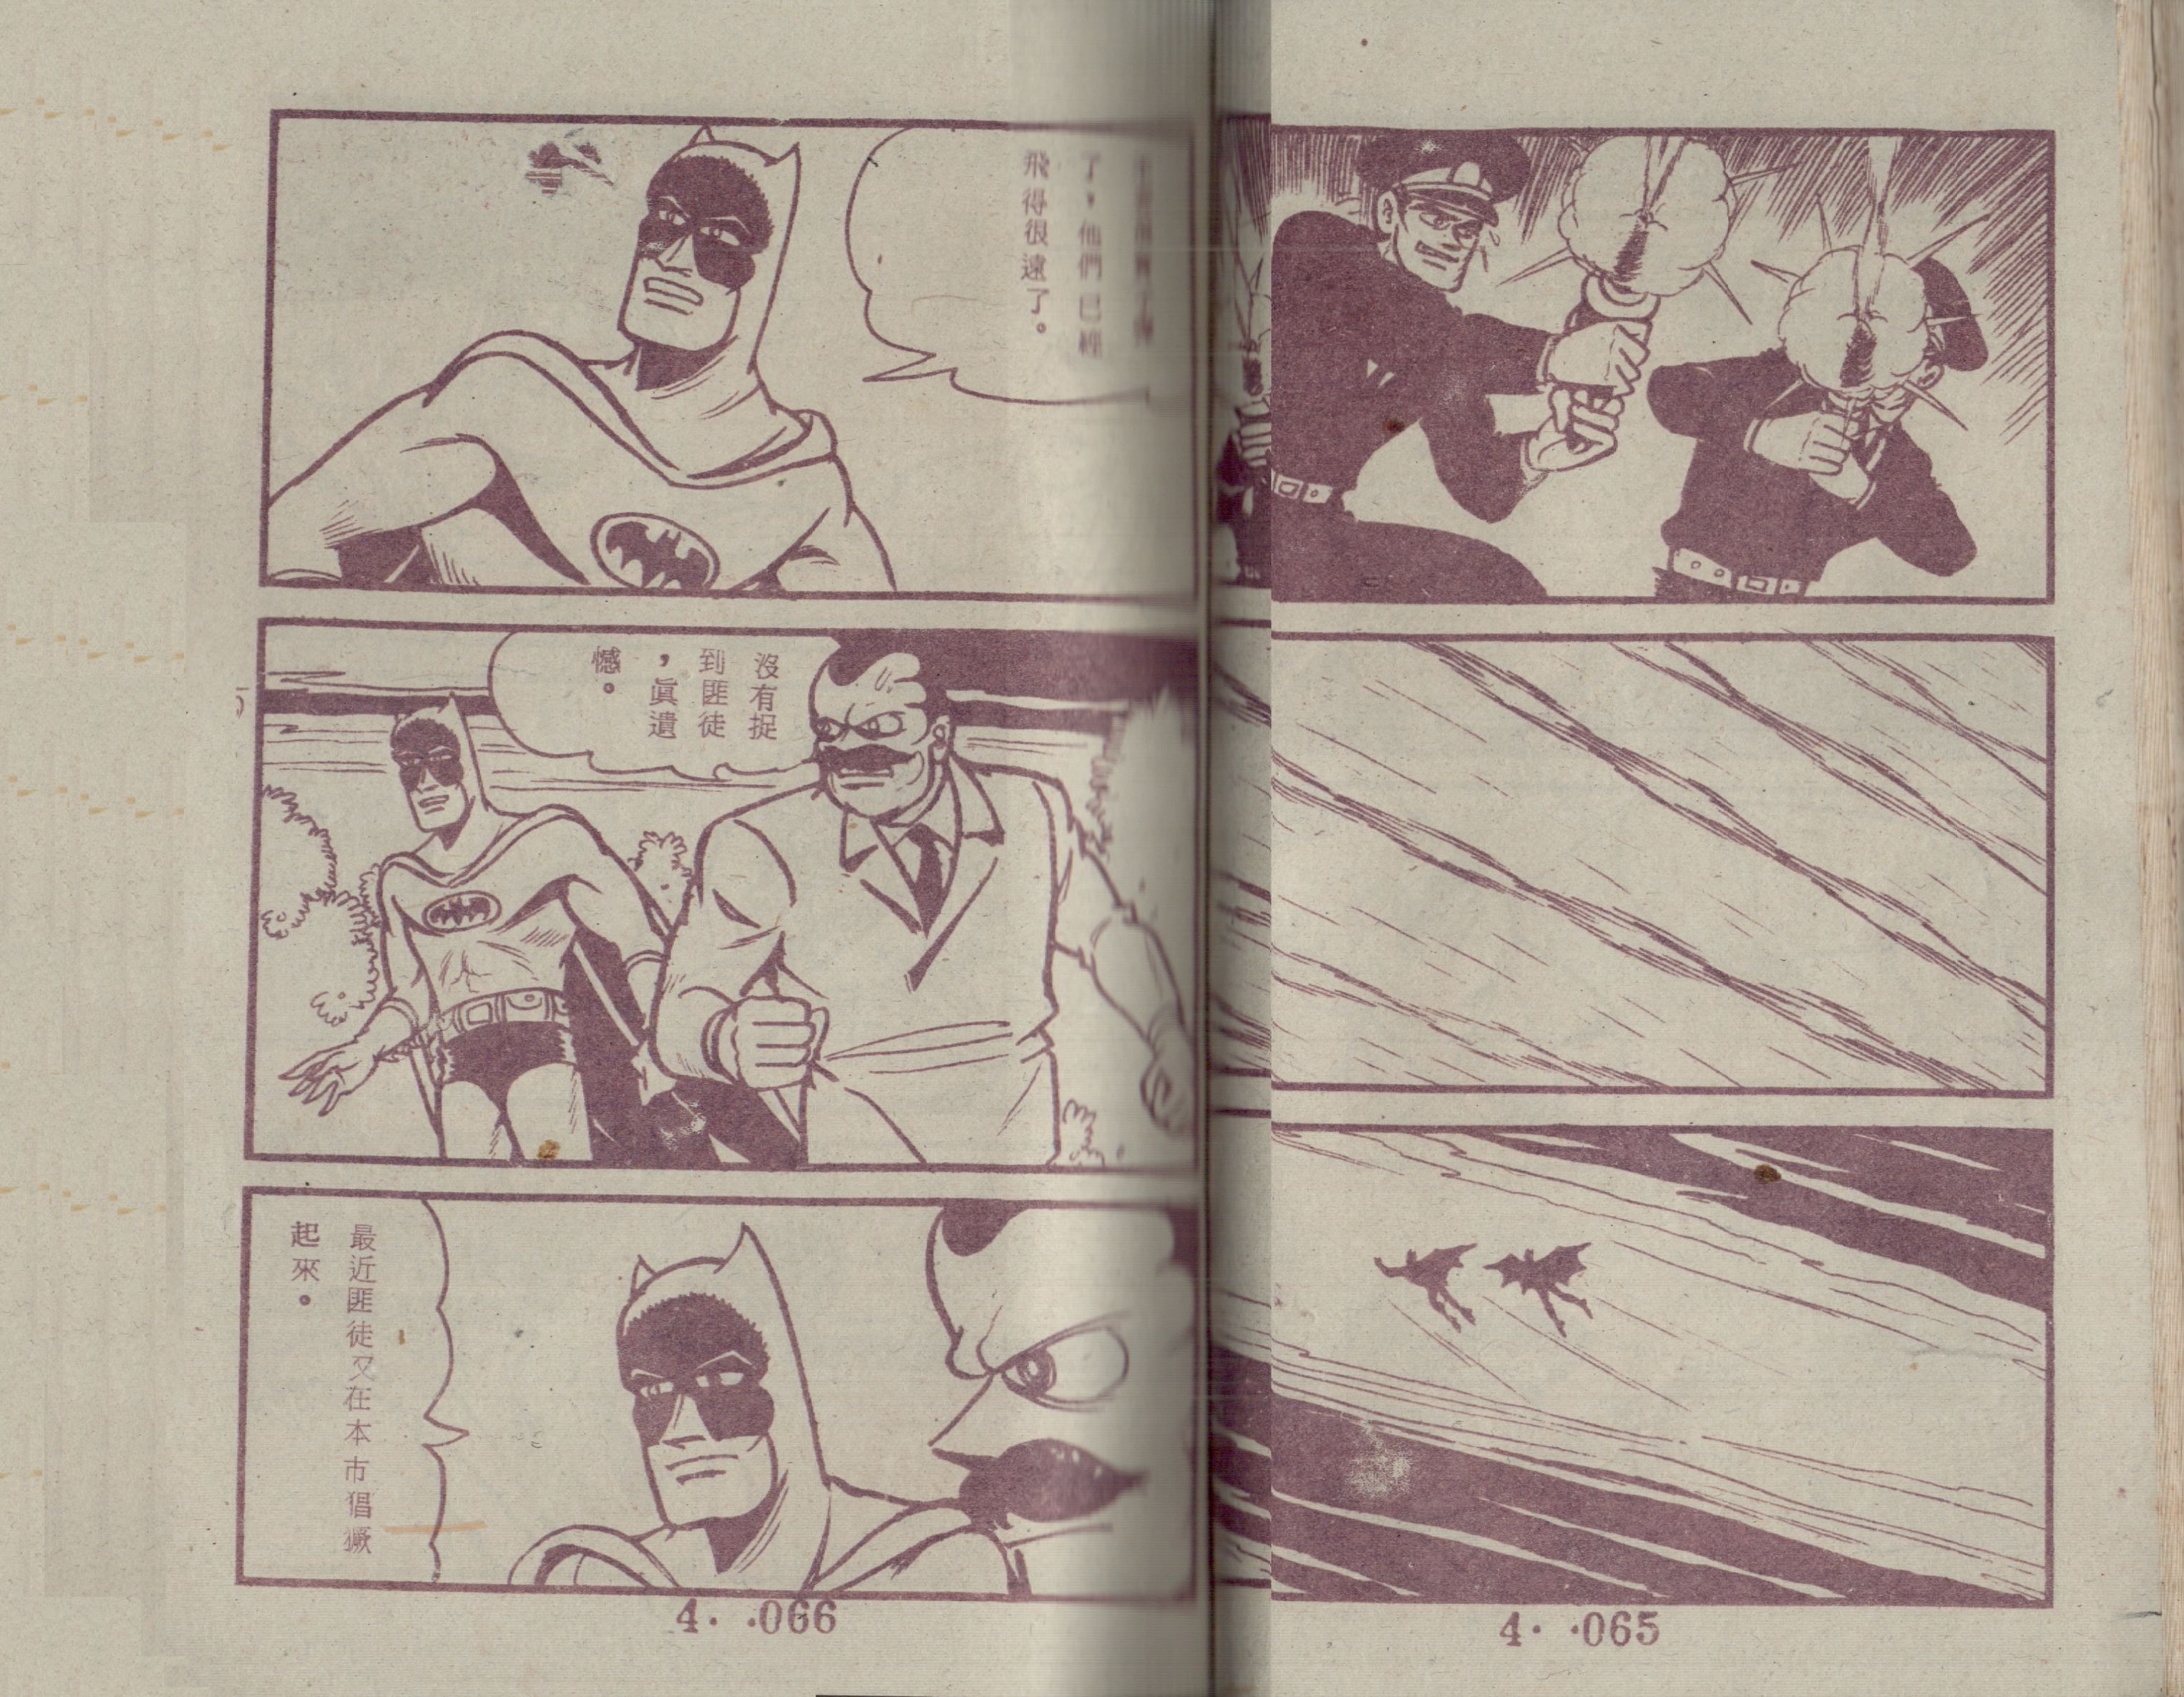 4・・065
了，他們已經
飛得很遠了。
沒有捉
到匪徒
，眞遺
憾。
最近匪徒又在本市倡獗
起來。
4・・066